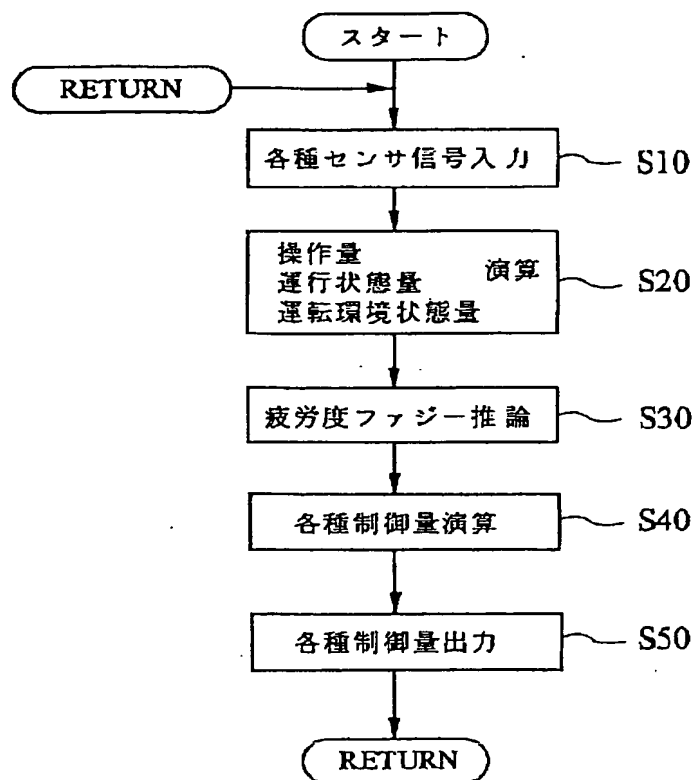 スタート
RETURN
各種センサ信号入力
S10
操作量
運行状態量 演算
運転環境状態量
S20
疲労度ファジー推論
S30
各種制御量演算
S40
各種制御量出力
S50
RETURN